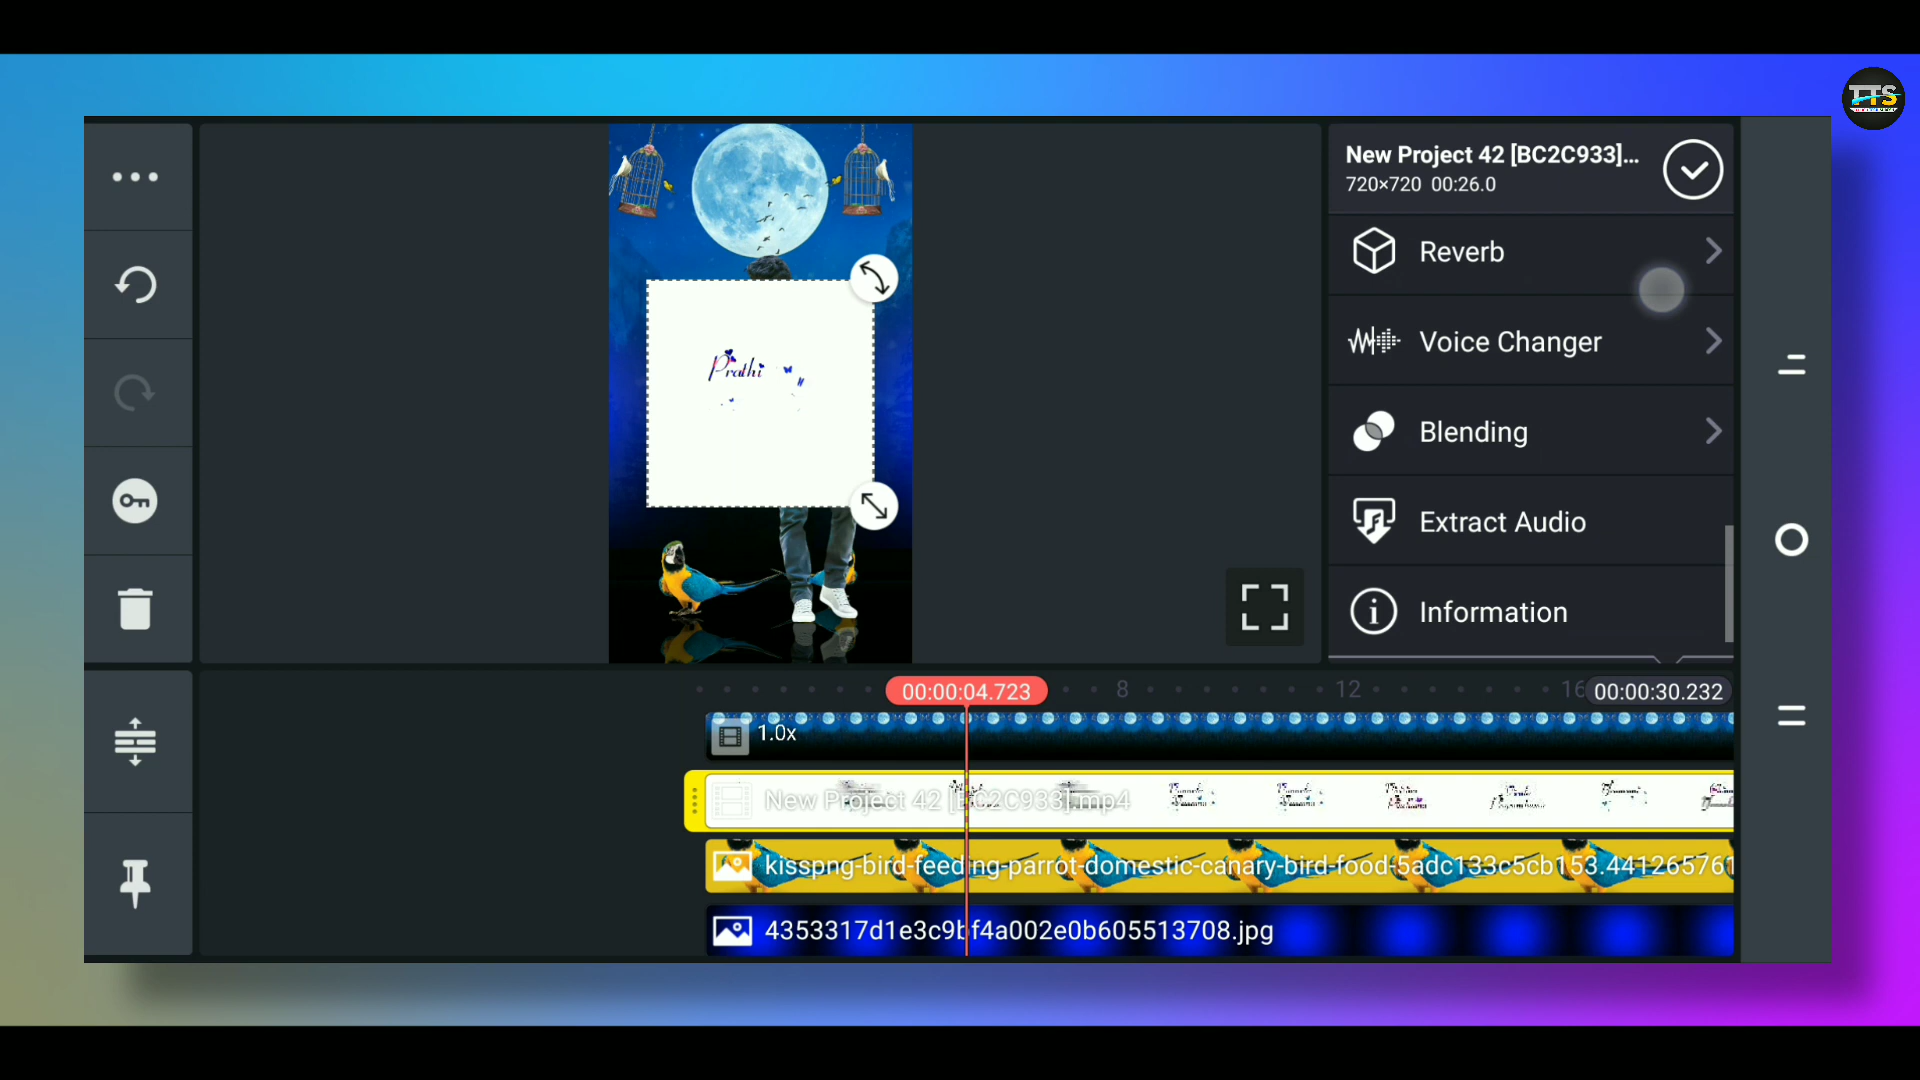 TTS
New Project 42 [BC2C933]...
720×720 00:26.0
Reverb
Voice Changer
Blending
Extract Audio
Information
Prathi
00:00:04.723
8
12
16
00:00:30.232
1.0x
New Project 42 [BC2C933].mp4
kisspng-bird-feeding-parrot-domestic-canary-bird-food-5adc133c5cb153.441265761
4353317d1e3c9bf4a002e0b605513708.jpg